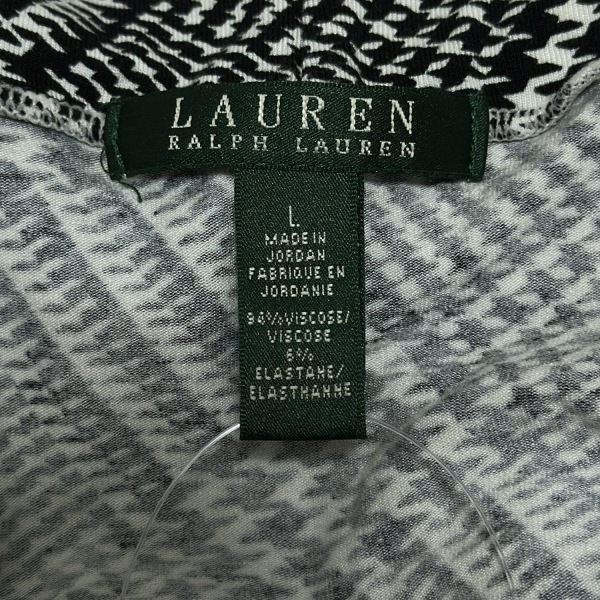 LAUREN
RALPH LAUREN
L
MADE IN
JORDAN
FABRIQUE EN
JORDANIE
94% VISCOSE/
VISCOSE
6%
ELASTANE/
ELASTHANNE